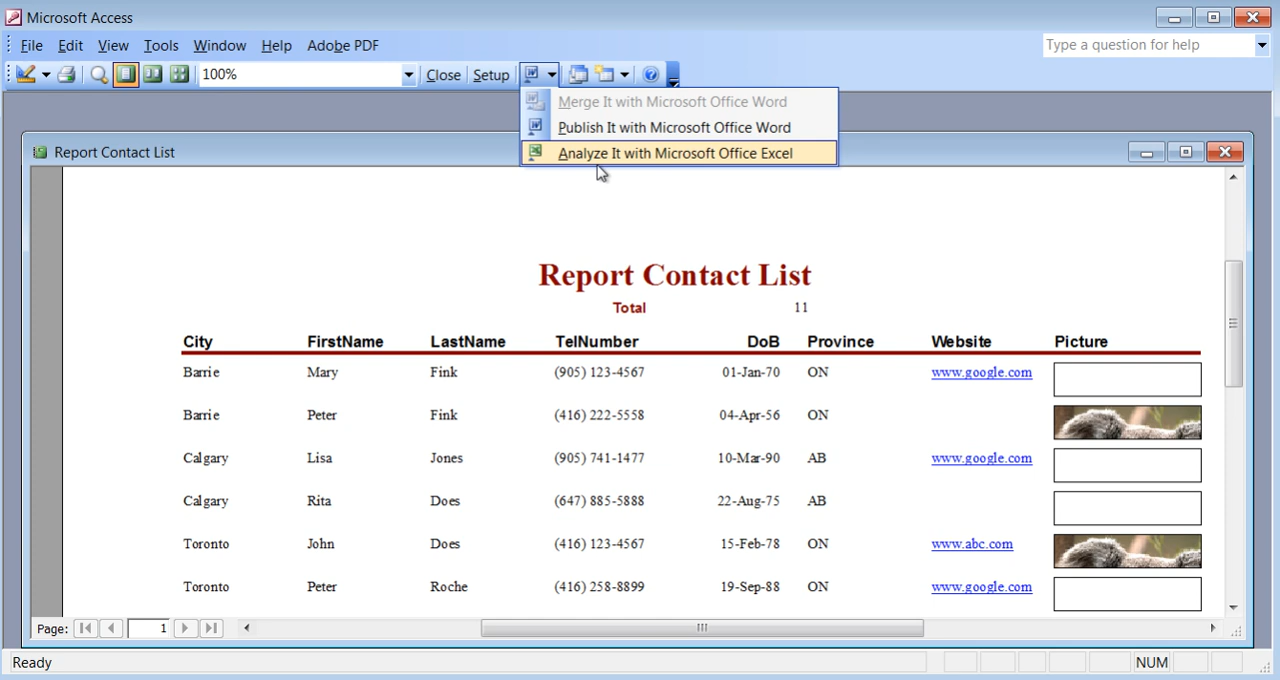 Microsoft Access
File Edit View Tools Window Help Adobe PDF Type a question for help
100% Close Setup
Merge It with Microsoft Office Word
Publish It with Microsoft Office Word
Analyze It with Microsoft Office Excel
Report Contact List
Report Contact List
Total 11
City FirstName LastName TelNumber DoB Province Website Picture
Barrie Mary Fink (905) 123-4567 01-Jan-70 ON www.google.com
Barrie Peter Fink (416) 222-5558 04-Apr-56 ON
Calgary Lisa Jones (905) 741-1477 10-Mar-90 AB www.google.com
Calgary Rita Does (647) 885-5888 22-Aug-75 AB
Toronto John Does (416) 123-4567 15-Feb-78 ON www.abc.com
Toronto Peter Roche (416) 258-8899 19-Sep-88 ON www.google.com
Page: 1
Ready NUM